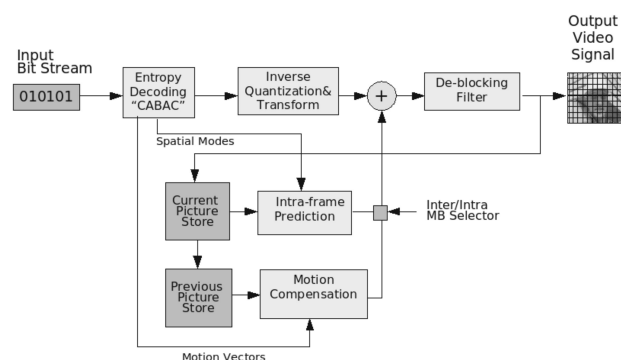 Output
Video
Signal
Input
Bit Stream
010101
Entropy
Decoding
“CABAC”
Inverse
Quantization&
Transform
+
De-blocking
Filter
Spatial Modes
Current
Picture
Store
Intra-frame
Prediction
Inter/Intra
MB Selector
Previous
Picture
Store
Motion
Compensation
Motion Vectors